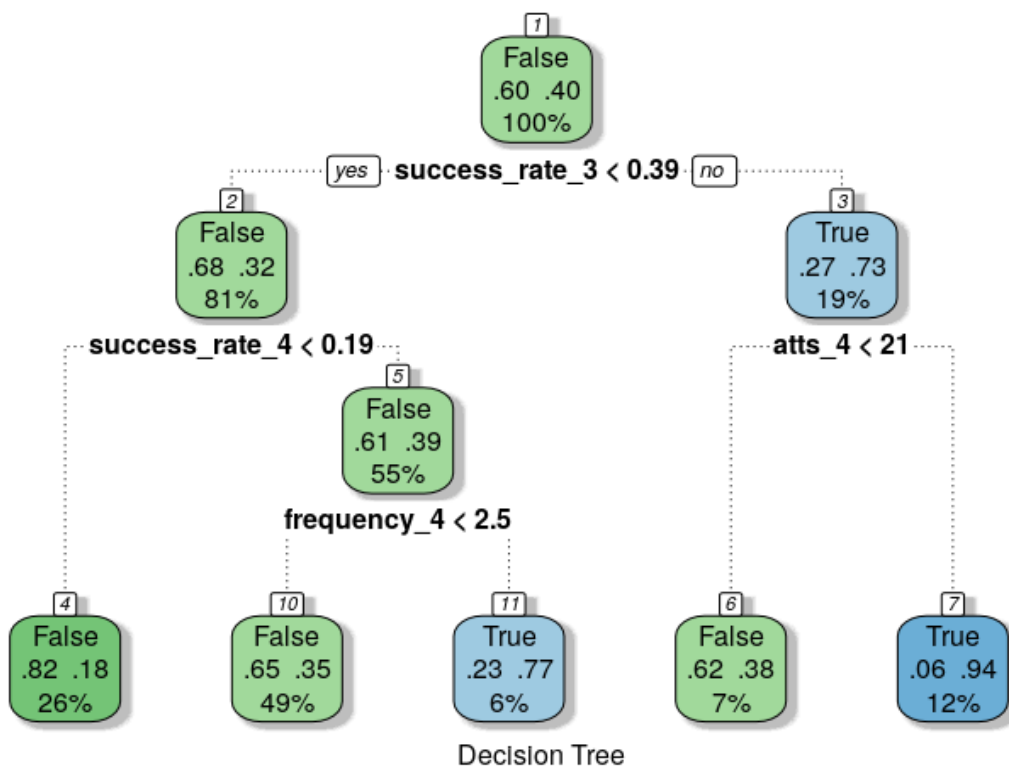 1
False
.60 .40
100%
yes success_rate_3 < 0.39 no
2
False
.68 .32
81%
3
True
.27 .73
19%
success_rate_4 < 0.19
atts_4 < 21
5
False
.61 .39
55%
frequency_4 < 2.5
4
False
.82 .18
26%
10
False
.65 .35
49%
11
True
.23 .77
6%
6
False
.62 .38
7%
7
True
.06 .94
12%
Decision Tree